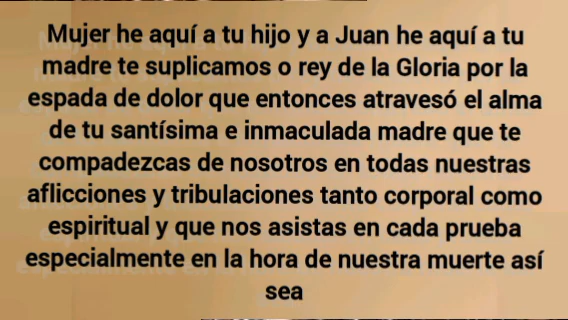 Mujer he aquí a tu hijo y a Juan he aquí a tu
madre te suplicamos o rey de la Gloria por la
espada de dolor que entonces atravesó el alma
de tu santísima e inmaculada madre que te
compadezcas de nosotros en todas nuestras
aflicciones y tribulaciones tanto corporal como
espiritual y que nos asistas en cada prueba
especialmente en la hora de nuestra muerte así
sea